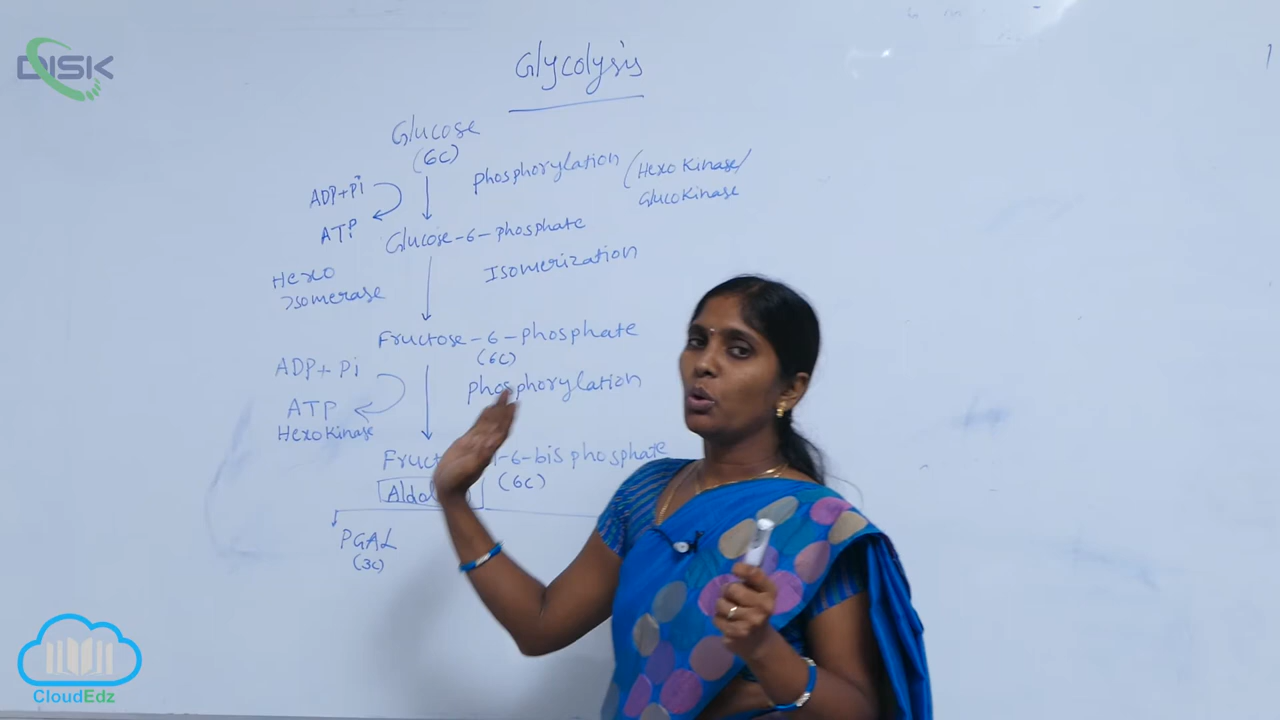 DISK
Glycolysis
Glucose
(6C)
ADP+Pi
ATP
phosphorylation (Hexo Kinase/
GlucoKinase
Glucose-6-phosphate
Hexo
Isomerase
Isomerization
Fructose-6-phosphate
(6C)
ADP+Pi
ATP
HexoKinase
phosphorylation
1-6-bis phosphate
(6C)
PGAL
(3C)
CloudEdz